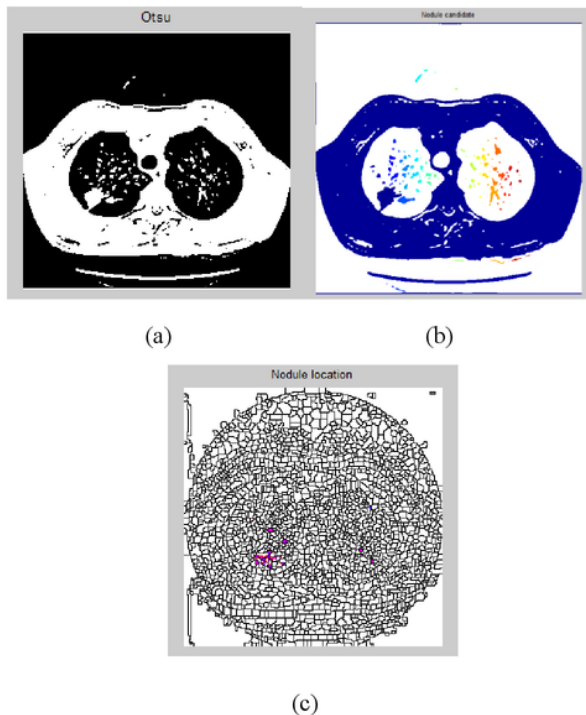 Otsu
Nodule candidate
(a)
(b)
Nodule location
(c)